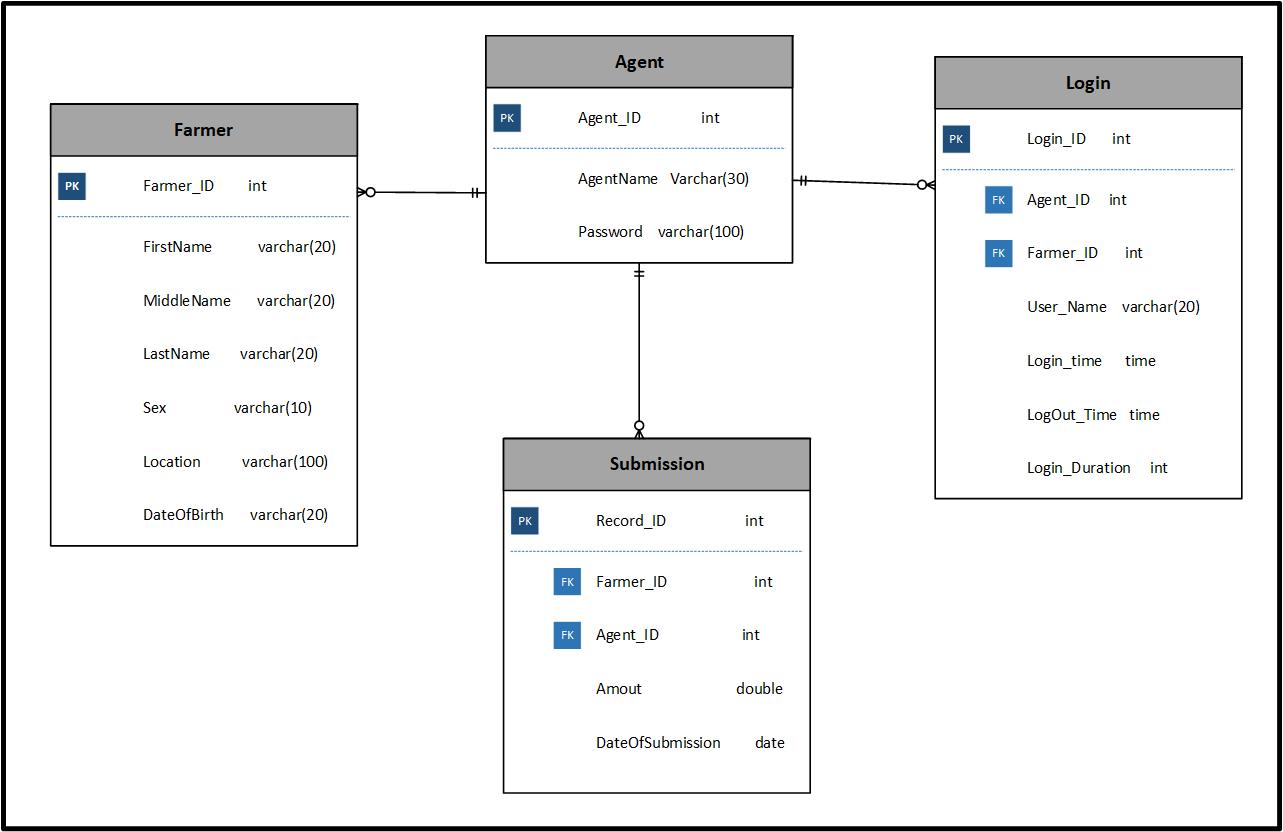 Farmer
PK Farmer_ID int
FirstName varchar(20)
MiddleName varchar(20)
LastName varchar(20)
Sex varchar(10)
Location varchar(100)
DateOfBirth varchar(20)
Agent
PK Agent_ID int
AgentName Varchar(30)
Password varchar(100)
Login
PK Login_ID int
FK Agent_ID int
FK Farmer_ID int
User_Name varchar(20)
Login_time time
LogOut_Time time
Login_Duration int
Submission
PK Record_ID int
FK Farmer_ID int
FK Agent_ID int
Amout double
DateOfSubmission date